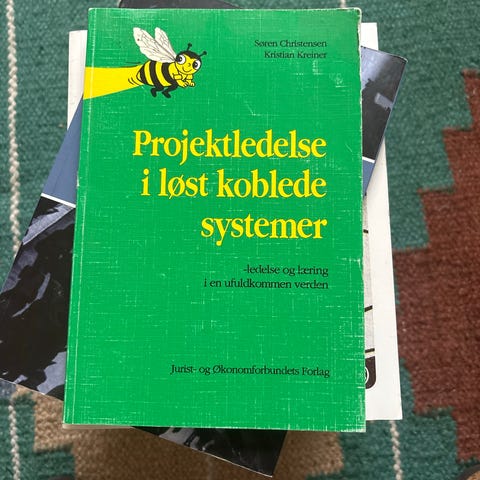 Søren Christensen
Kristian Kreiner
Projektledelse
i løst koblede
systemer
-ledelse og læring
i en ufuldkommen verden
Jurist- og Økonomforbundets Forlag